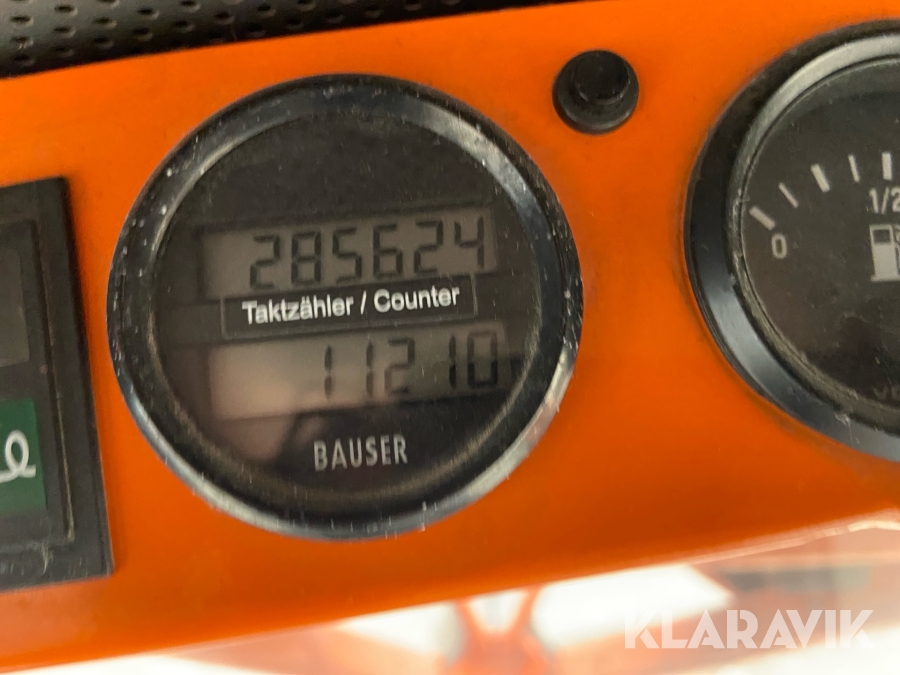 285624
Taktzähler / Counter
11210
BAUSER
0
1/2
KLARAVIK